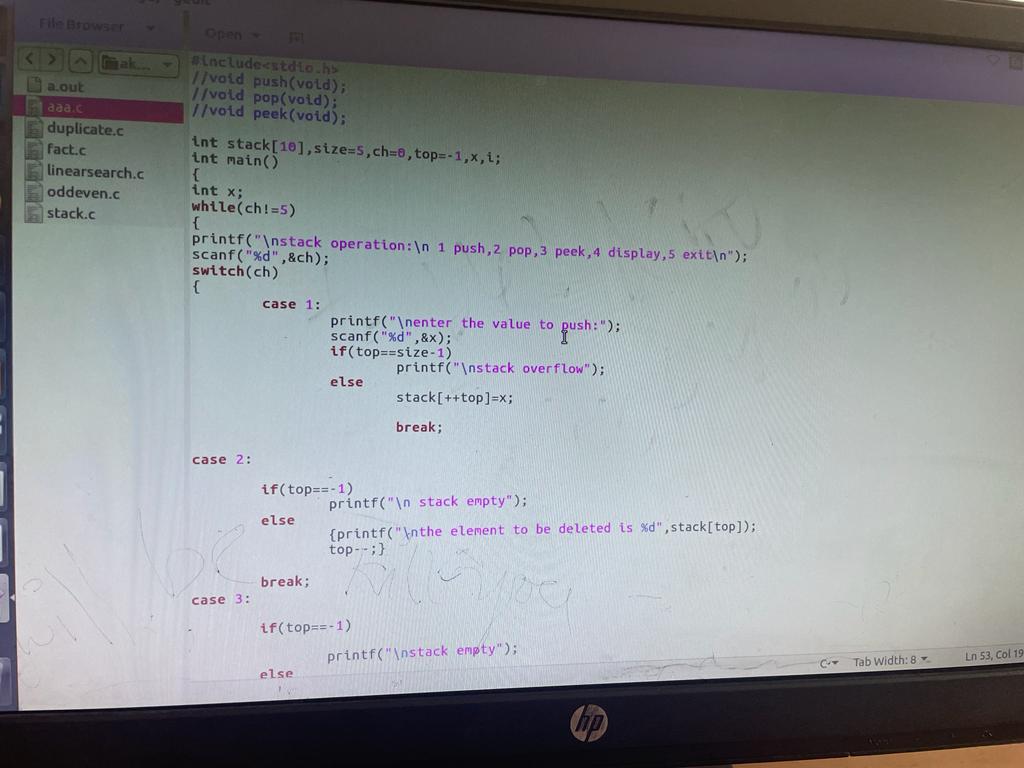 File Browser
Open
ak...
a.out
aaa.c
duplicate.c
fact.c
linearsearch.c
oddeven.c
stack.c
#include<stdio.h>
//void push(void);
//void pop(void);
//void peek(void);
int stack[10],size=5,ch=0,top=-1,x,i;
int main()
{
int x;
while(ch!=5)
{
printf("\nstack operation:\n 1 push,2 pop,3 peek,4 display,5 exit\n");
scanf("%d",&ch);
switch(ch)
{
case 1:
printf("\nenter the value to push:");
scanf("%d",&x);
if(top==size-1)
printf("\nstack overflow");
else
stack[++top]=x;
break;
case 2:
if(top==-1)
printf("\n stack empty");
else
{printf("\nthe element to be deleted is %d",stack[top]);
top--;}
break;
case 3:
if(top==-1)
printf("\nstack empty");
else
C
Tab Width: 8
Ln 53, Col 19
hp